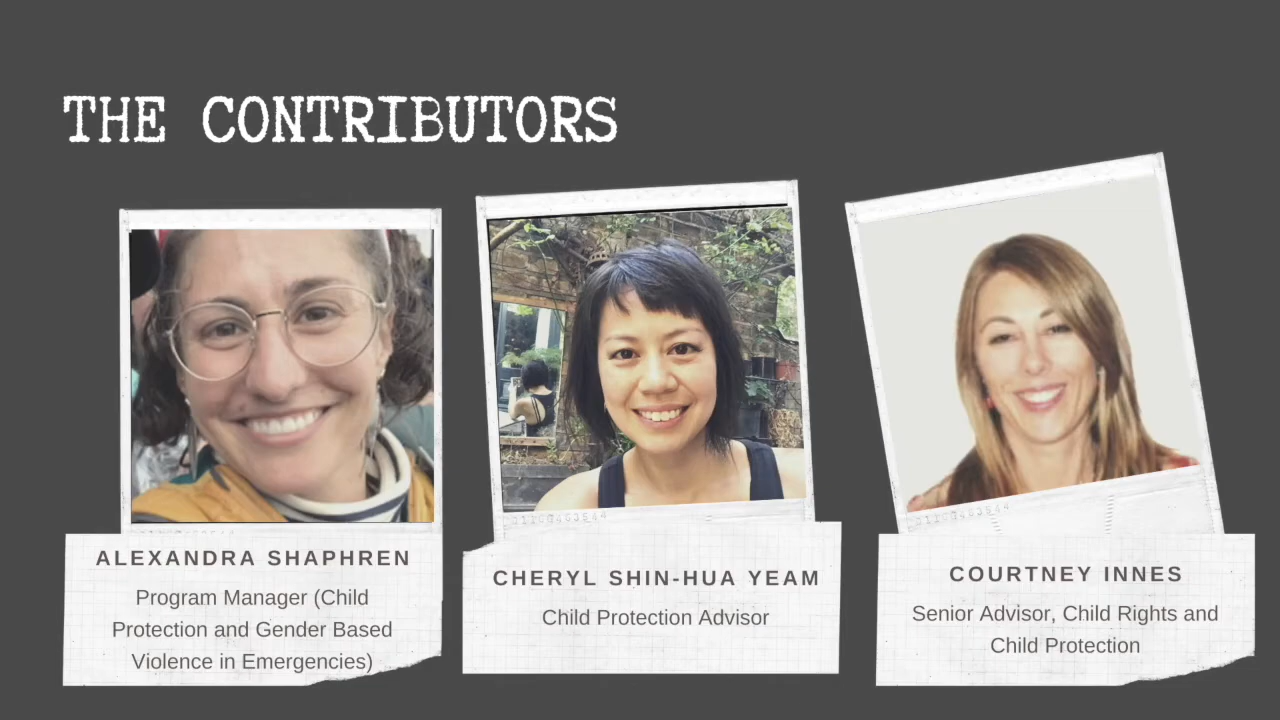 THE CONTRIBUTORS
ALEXANDRA SHAPHREN
Program Manager (Child
Protection and Gender Based
Violence in Emergencies)
CHERYL SHIN-HUA YEAM
Child Protection Advisor
COURTNEY INNES
Senior Advisor, Child Rights and
Child Protection